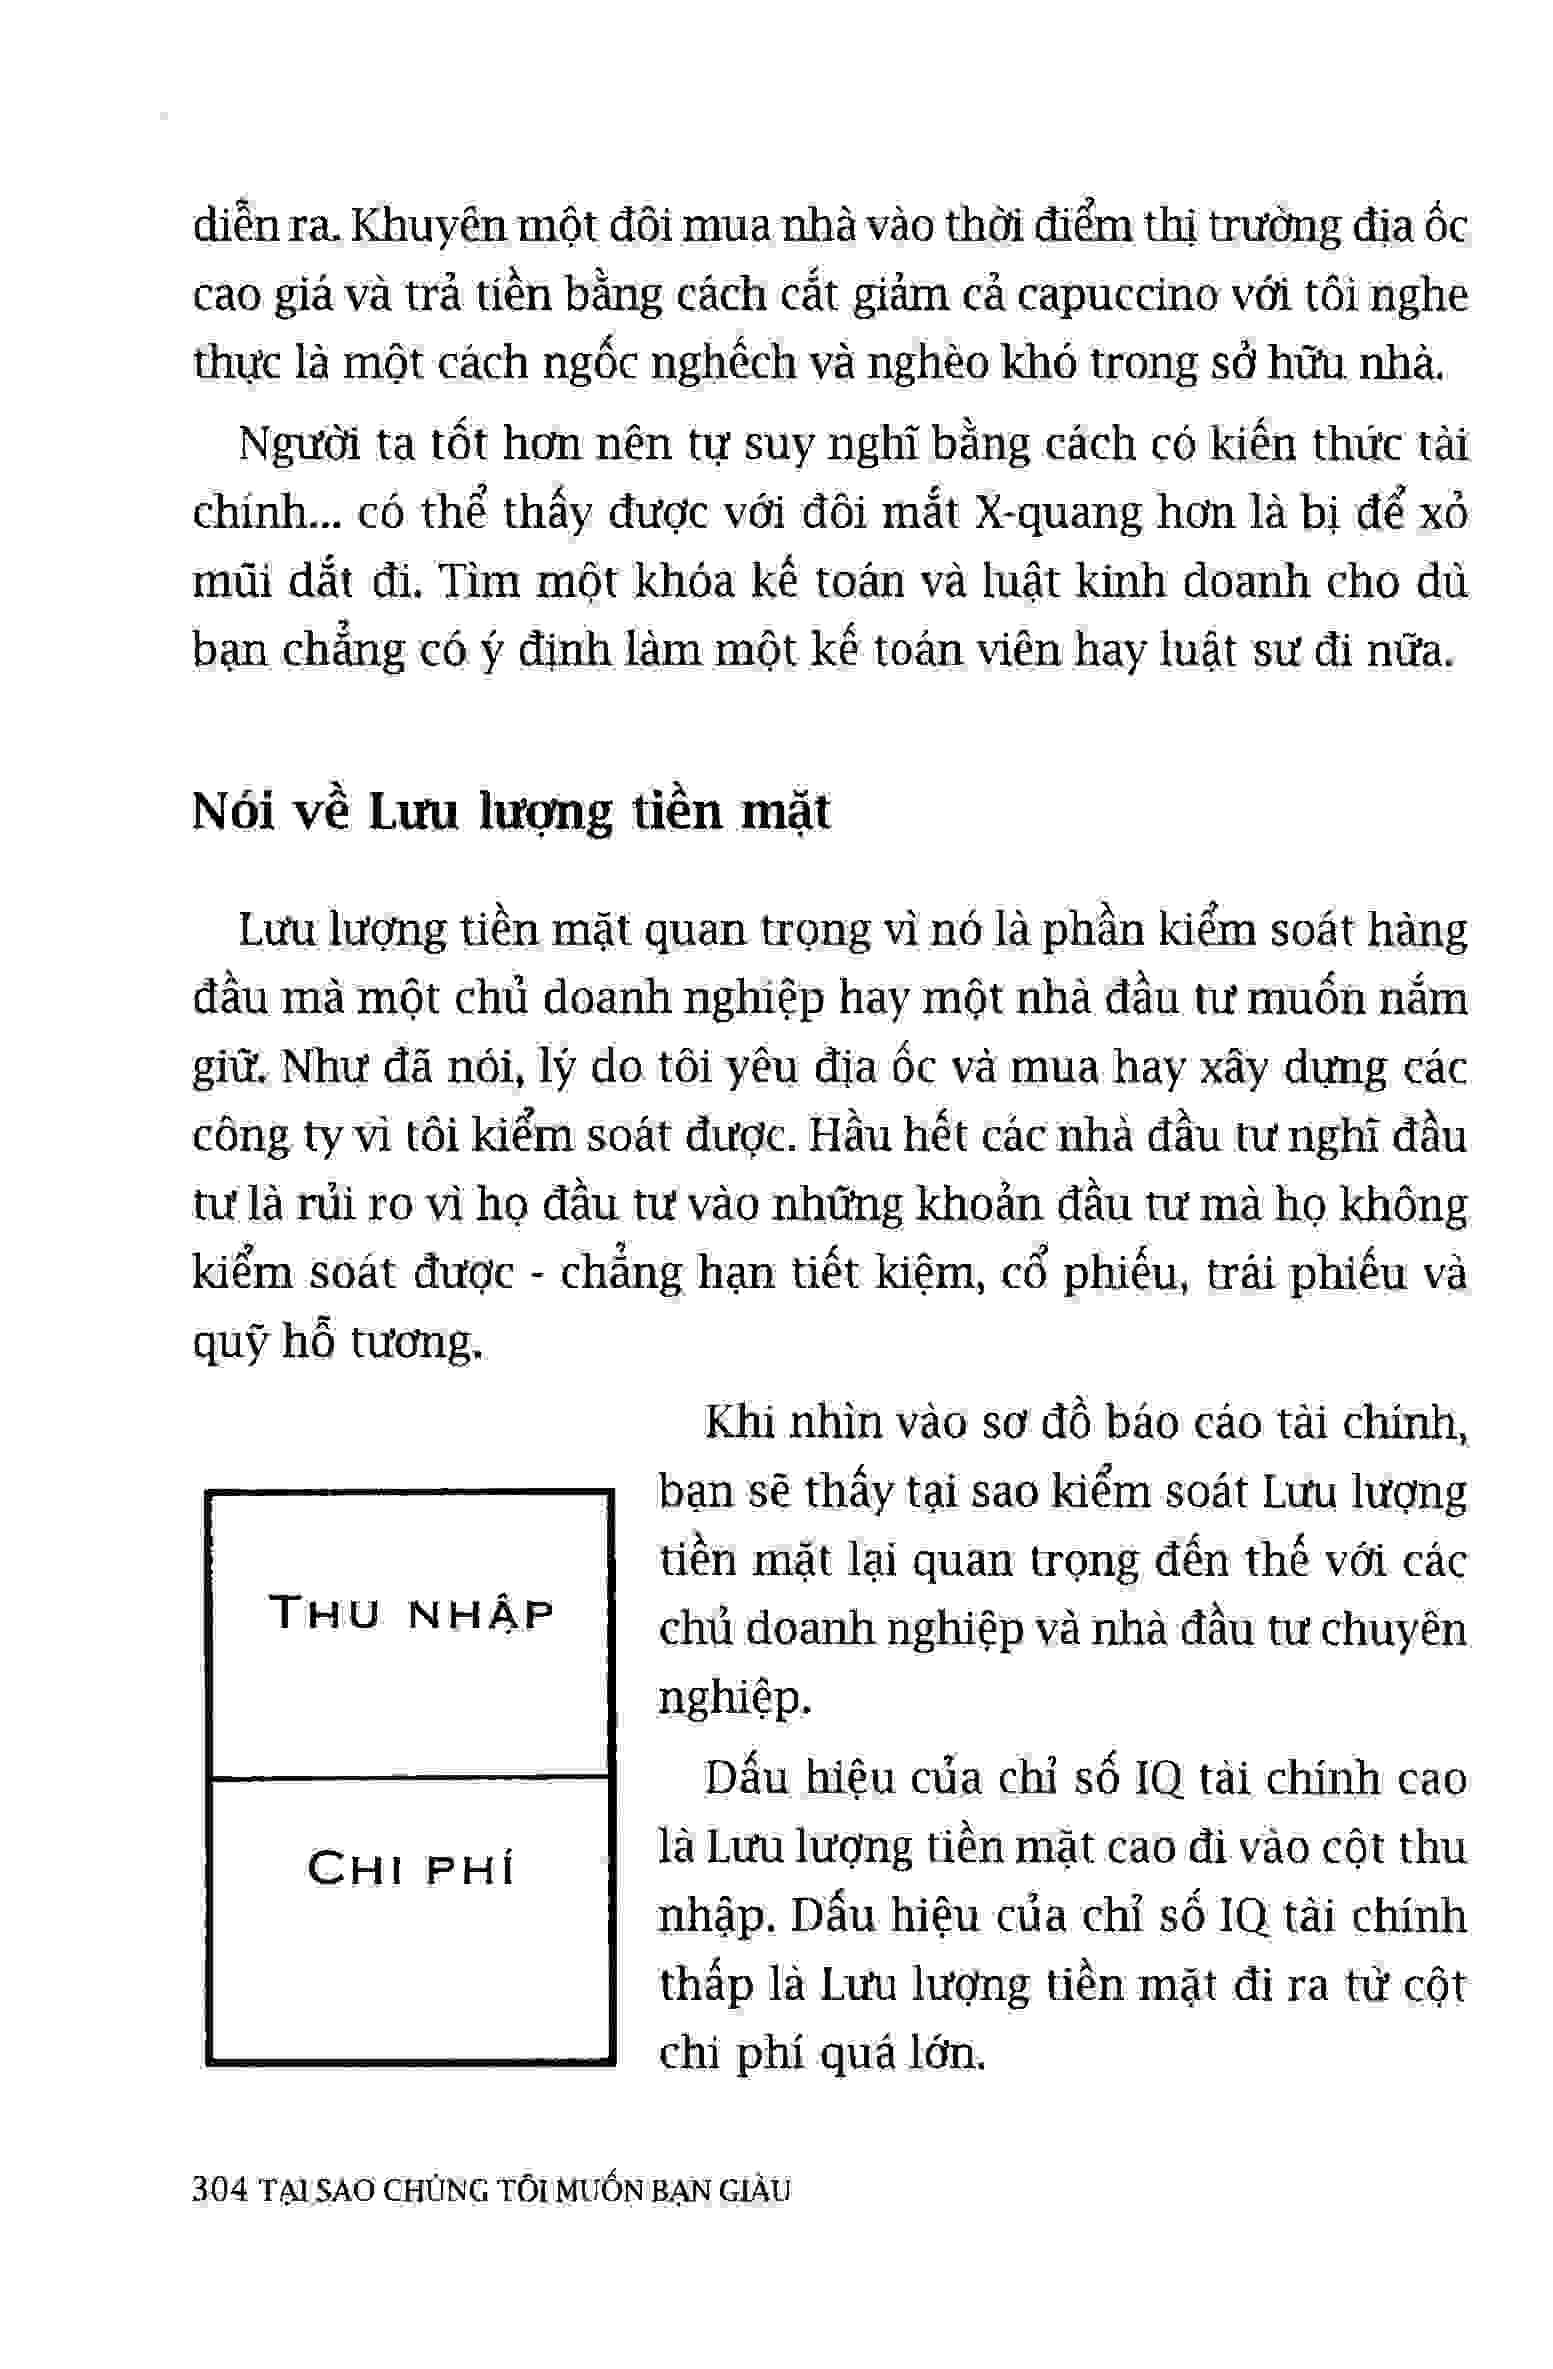 diễn ra. Khuyên một đôi mua nhà vào thời điểm thị trường địa ốc
cao giá và trả tiền bằng cách cắt giảm cả capuccino với tôi nghe
thực là một cách ngốc nghếch và nghèo khó trong sở hữu nhà.
Người ta tốt hơn nên tự suy nghĩ bằng cách có kiến thức tài
chính... có thể thấy được với đôi mắt X-quang hơn là bị để xỏ
mũi dắt đi. Tìm một khóa kế toán và luật kinh doanh cho dù
bạn chẳng có ý định làm một kế toán viên hay luật sư đi nữa.
Nói về Lưu lượng tiền mặt
Lưu lượng tiền mặt quan trọng vì nó là phần kiểm soát hàng
đầu mà một chủ doanh nghiệp hay một nhà đầu tư muốn nắm
giữ. Như đã nói, lý do tôi yêu địa ốc và mua hay xây dựng các
công ty vì tôi kiểm soát được. Hầu hết các nhà đầu tư nghĩ đầu
tư là rủi ro vì họ đầu tư vào những khoản đầu tư mà họ không
kiểm soát được - chẳng hạn tiết kiệm, cổ phiếu, trái phiếu và
quỹ hỗ tương.
Khi nhìn vào sơ đồ báo cáo tài chính,
bạn sẽ thấy tại sao kiểm soát Lưu lượng
tiền mặt lại quan trọng đến thế với các
chủ doanh nghiệp và nhà đầu tư chuyên
nghiệp.
Dấu hiệu của chỉ số IQ tài chính cao
là Lưu lượng tiền mặt cao đi vào cột thu
nhập. Dấu hiệu của chỉ số IQ tài chính
thấp là Lưu lượng tiền mặt đi ra từ cột
chi phí quá lớn.
THU NHẬP
CHI PHÍ
304 TẠI SAO CHÚNG TÔI MUỐN BẠN GIÀU